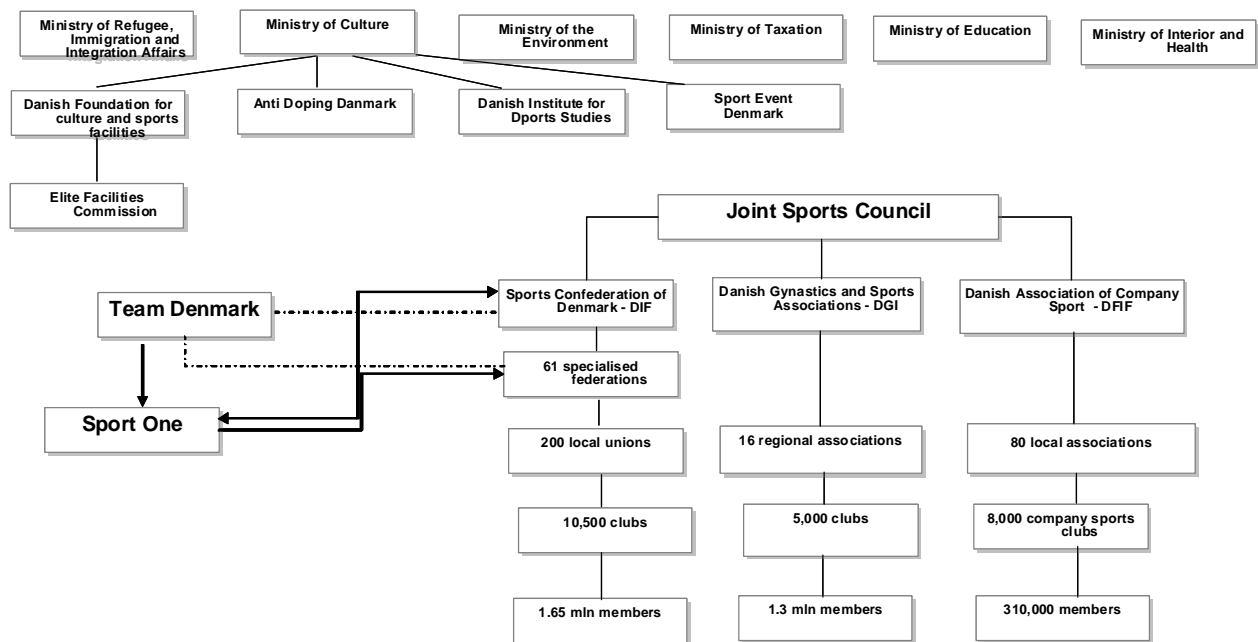 Ministry of Refugee,
Immigration and
Integration Affairs
Ministry of Culture
Ministry of the
Environment
Ministry of Taxation
Ministry of Education
Ministry of Interior and
Health
Danish Foundation for
culture and sports
facilities
Anti Doping Danmark
Danish Institute for
Dports Studies
Sport Event
Denmark
Elite Facilities
Commission
Joint Sports Council
Team Denmark
Sports Confederation of
Denmark - DIF
Danish Gynastics and Sports
Associations - DGI
Danish Association of Company
Sport - DFIF
61 specialised
federations
Sport One
200 local unions
16 regional associations
80 local associations
10,500 clubs
5,000 clubs
8,000 company sports
clubs
1.65 mln members
1.3 mln members
310,000 members